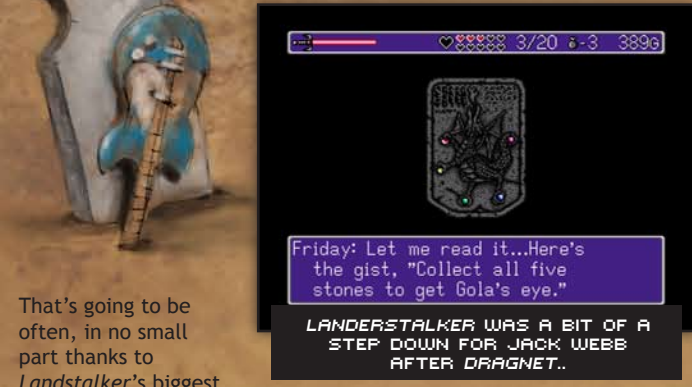 3/20 -3 389G
Friday: Let me read it...Here's
the gist, "Collect all five
stones to get Gola's eye."
LANDERSTALKER WAS A BIT OF A
STEP DOWN FOR JACK WEBB
AFTER DRAGNET..
That's going to be
often, in no small
part thanks to
Landstalker's biggest